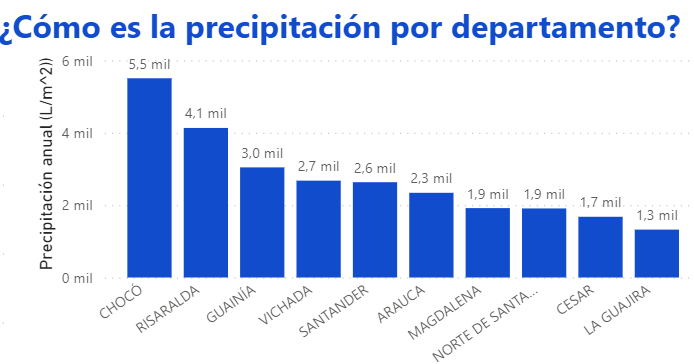 ¿Cómo es la precipitación por departamento?
Precipitación anual (L/m^2))
6 mil
4 mil
2 mil
0 mil
5,5 mil
4,1 mil
3,0 mil
2,7 mil
2,6 mil
2,3 mil
1,9 mil
1,9 mil
1,7 mil
1,3 mil
CHOCÓ
RISARALDA
GUAINÍA
VICHADA
SANTANDER
ARAUCA
MAGDALENA
NORTE DE SANTA...
CESAR
LA GUAJIRA